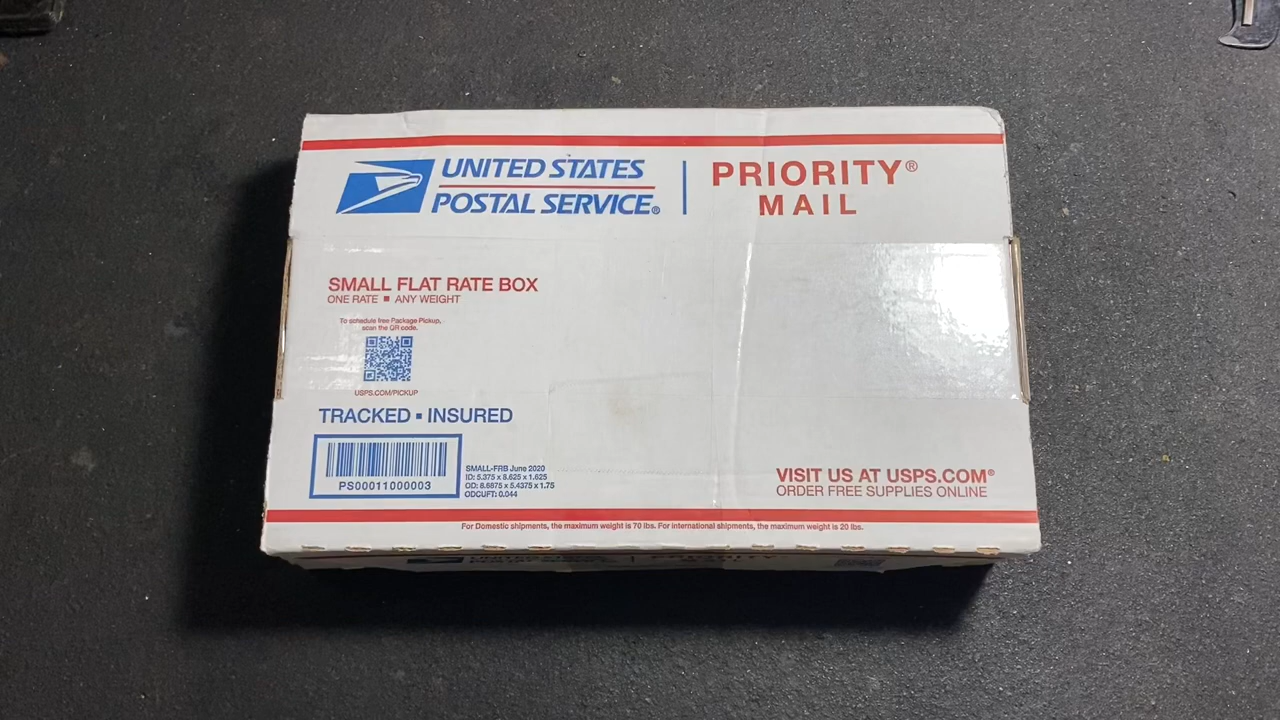 UNITED STATES
POSTAL SERVICE®
PRIORITY®
MAIL
SMALL FLAT RATE BOX
ONE RATE ■ ANY WEIGHT
To schedule free Package Pickup,
scan the QR code.
USPS.COM/PICKUP
TRACKED ■ INSURED
PS00011000003
SMALL-FRB June 2020
ID: 5.375 x 8.625 x 1.625
OD: 8.6875 x 5.4375 x 1.75
ODCUFT: 0.044
VISIT US AT USPS.COM®
ORDER FREE SUPPLIES ONLINE
For Domestic shipments, the maximum weight is 70 lbs. For international shipments, the maximum weight is 20 lbs.